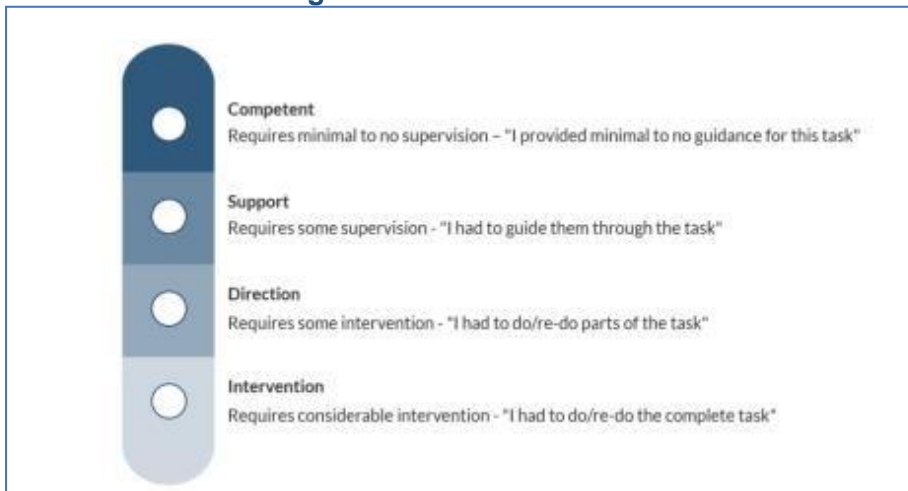 Competent
Requires minimal to no supervision – "I provided minimal to no guidance for this task"
Support
Requires some supervision - "I had to guide them through the task"
Direction
Requires some intervention - "I had to do/re-do parts of the task"
Intervention
Requires considerable intervention - "I had to do/re-do the complete task"